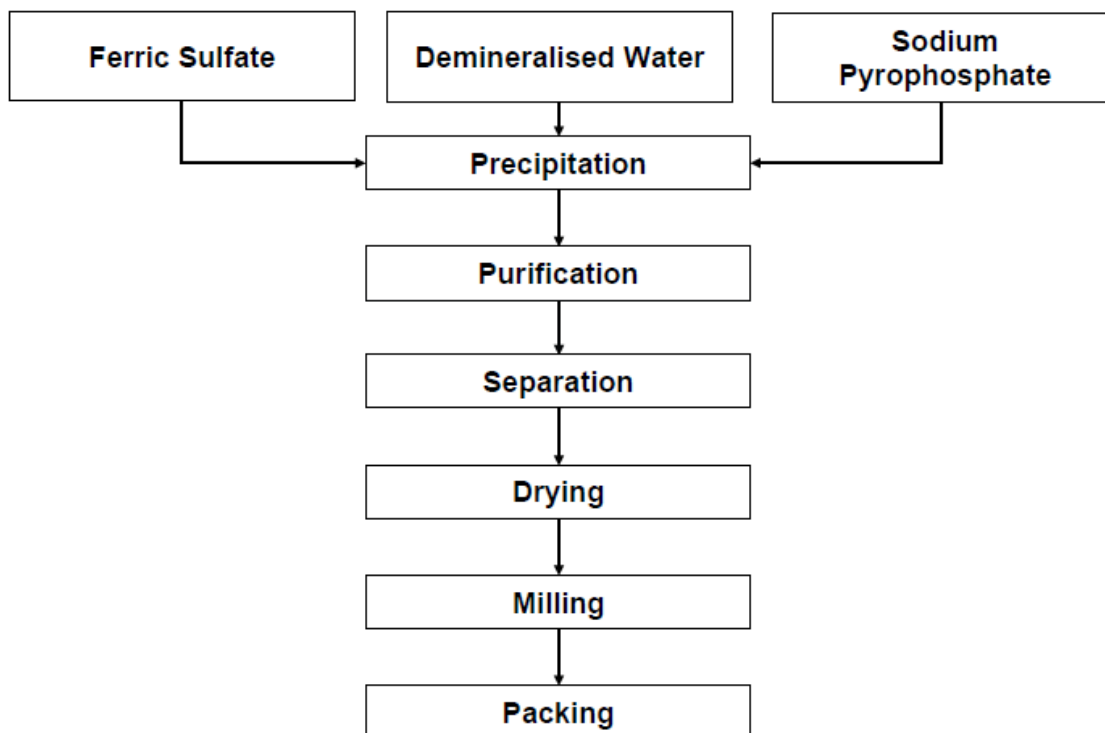 Ferric Sulfate
Demineralised Water
Sodium
Pyrophosphate
Precipitation
Purification
Separation
Drying
Milling
Packing